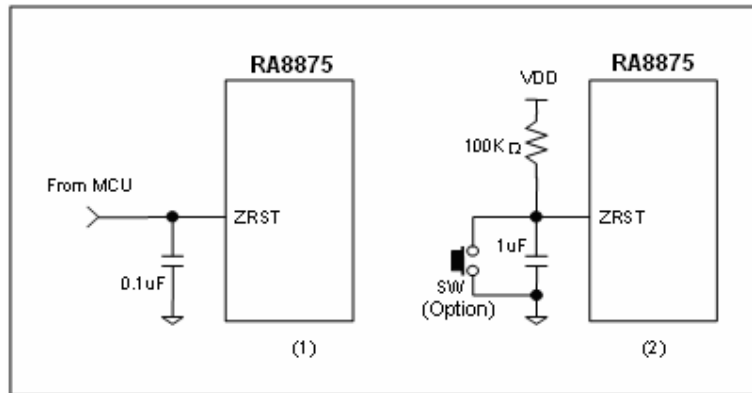 RA8875
From MCU
ZRST
0.1uF
(1)
RA8875
VDD
100KΩ
ZRST
1uF
SW
(Option)
(2)